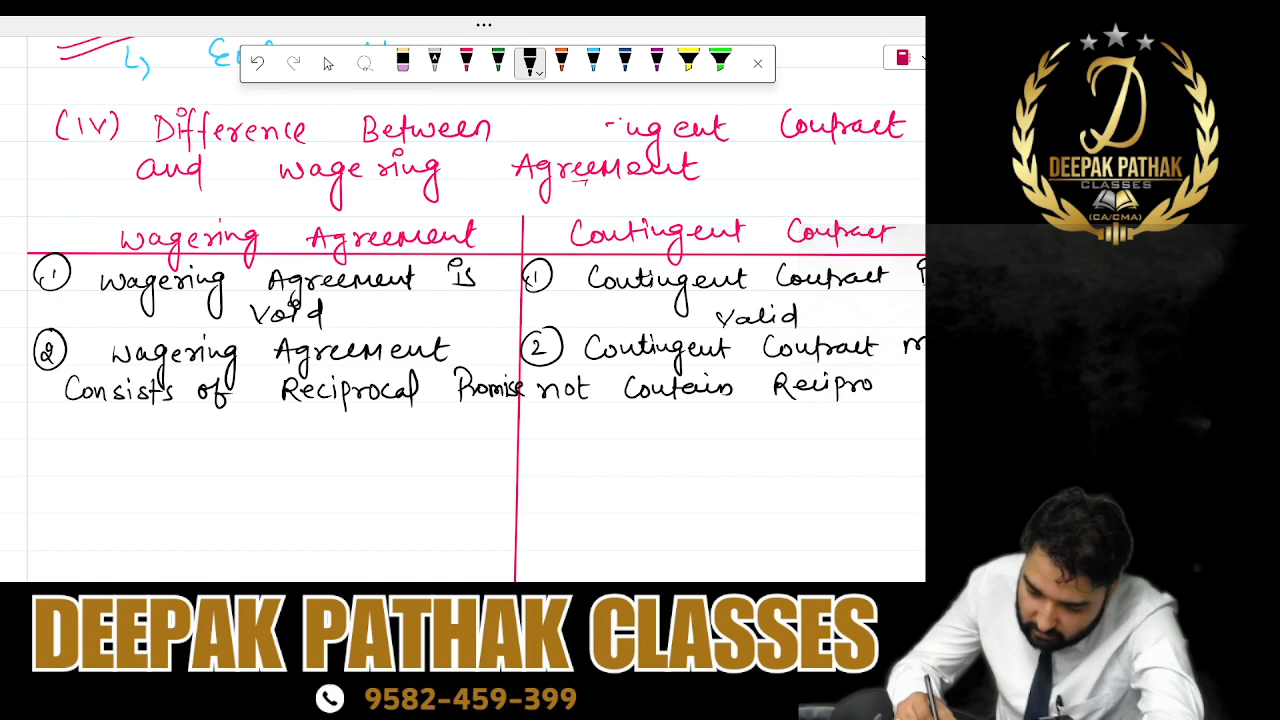 (IV) Difference Between ingent Contract
and wagering Agreement
Wagering Agreement
Contingent Contract
① Wagering Agreement is
Void
① Contingent Contract i
valid
② Wagering Agreement
Consists of Reciprocal Promise
② Contingent Contract m
not Contain Recipro
D
DEEPAK PATHAK
CLASSES
(CA/CMA)
DEEPAK PATHAK CLASSES
9582-459-399